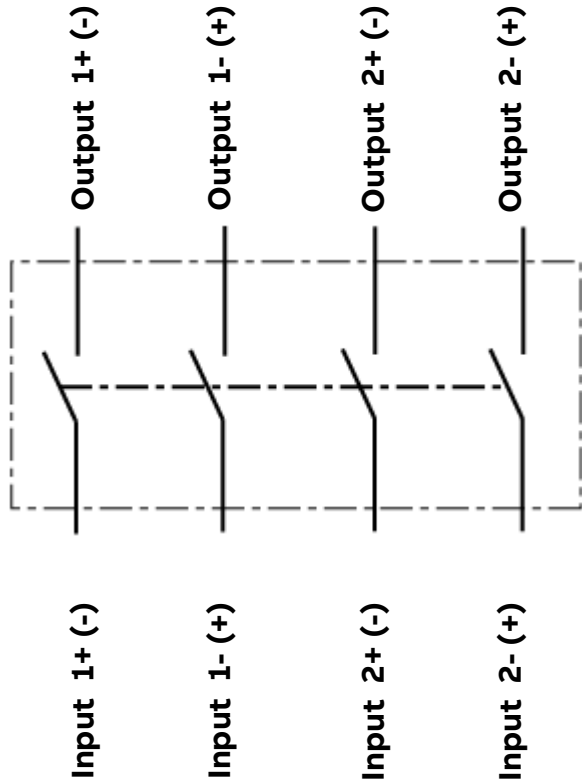 Output 1+ (-)
Output 1- (+)
Output 2+ (-)
Output 2- (+)
Input 1+ (-)
Input 1- (+)
Input 2+ (-)
Input 2- (+)